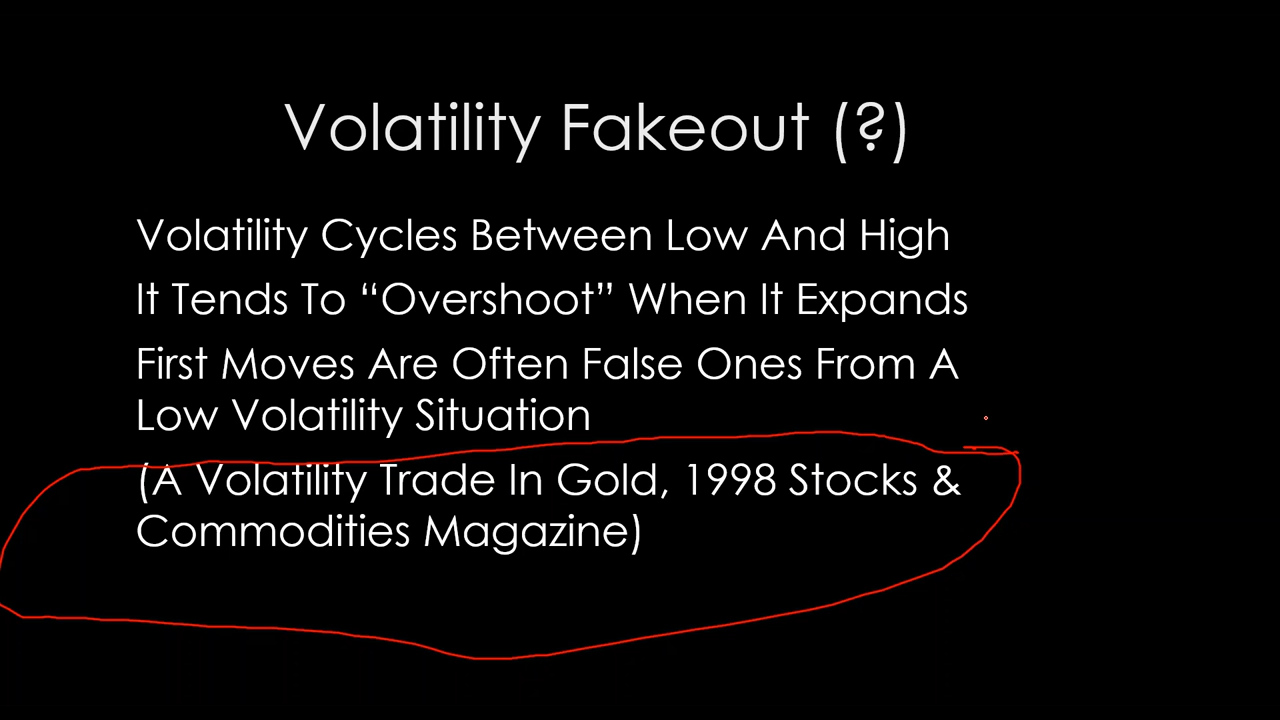 Volatility Fakeout (?)
Volatility Cycles Between Low And High
It Tends To “Overshoot” When It Expands
First Moves Are Often False Ones From A
Low Volatility Situation
(A Volatility Trade In Gold, 1998 Stocks &
Commodities Magazine)